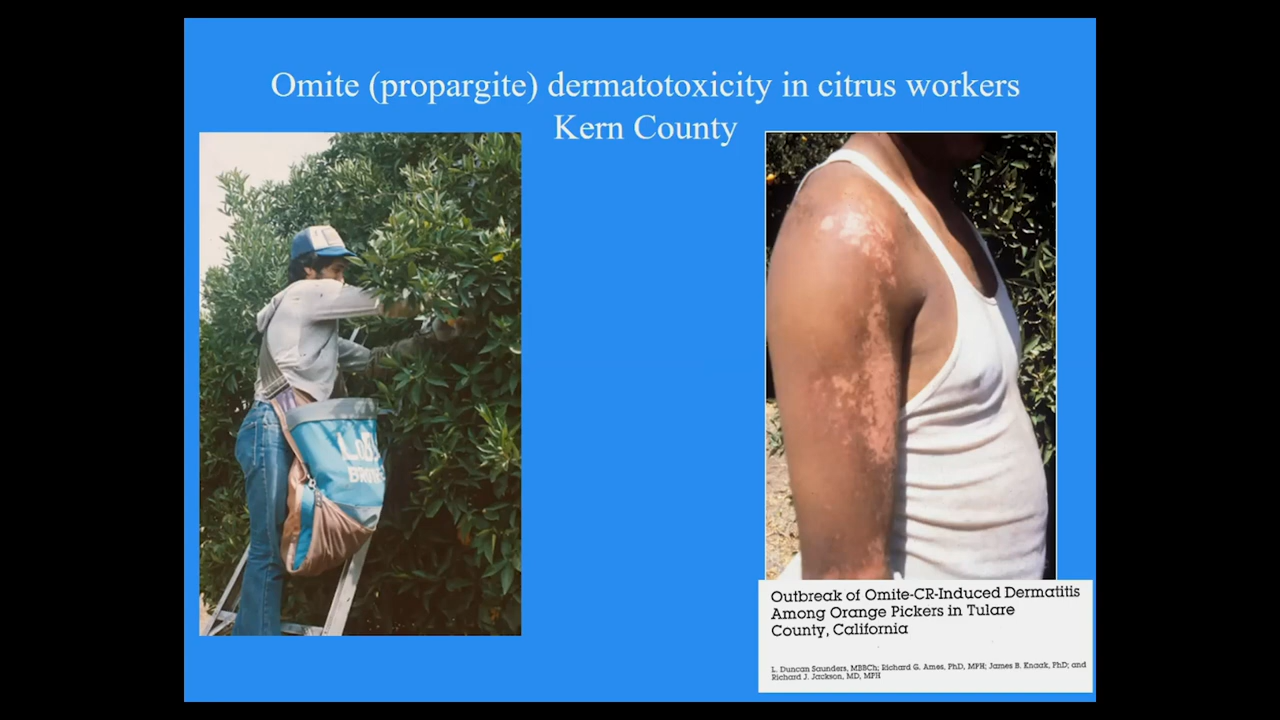 Omite (propargite) dermatotoxicity in citrus workers
Kern County
Outbreak of Omite-CR-Induced Dermatitis
Among Orange Pickers in Tulare
County, California
L. Duncan Saunders, MBBCh; Richard G. Ames, PhD, MPH; James B. Knaak, PhD; and
Richard J. Jackson, MD, MPH